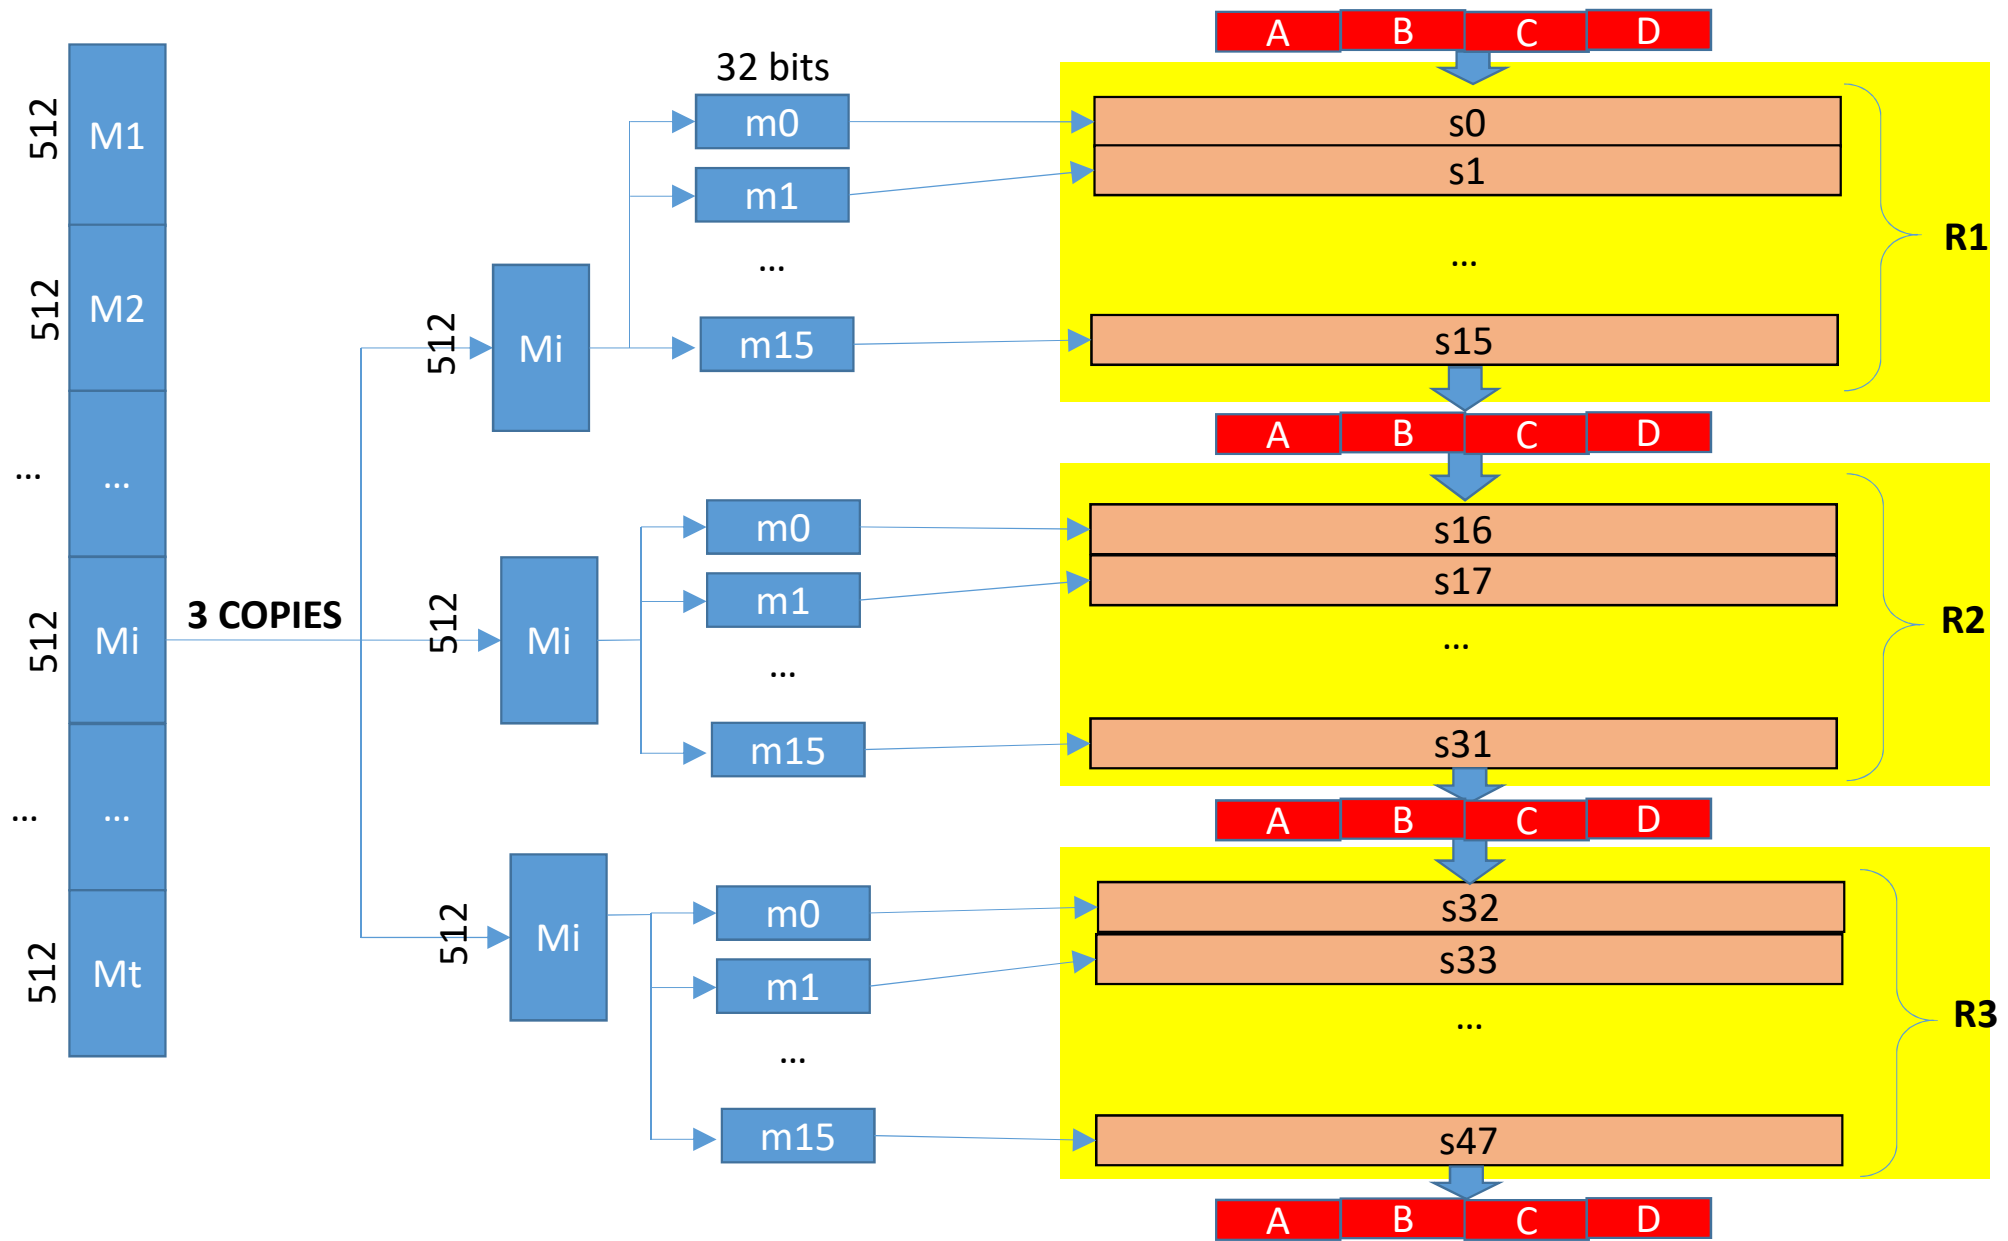 512
M1
512
M2
...
...
512
Mi
...
...
512
Mt
3 COPIES
512
Mi
32 bits
m0
m1
...
m15
512
Mi
m0
m1
...
m15
512
Mi
m0
m1
...
m15
A B C D
s0
s1
...
s15
R1
A B C D
s16
s17
...
s31
R2
A B C D
s32
s33
...
s47
R3
A B C D